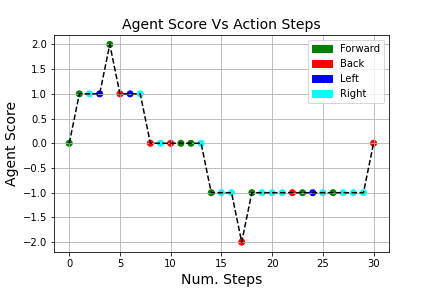 Agent Score Vs Action Steps
2.0
1.5
1.0
0.5
0.0
−0.5
−1.0
−1.5
−2.0
Agent Score
Forward
Back
Left
Right
0 5 10 15 20 25 30
Num. Steps